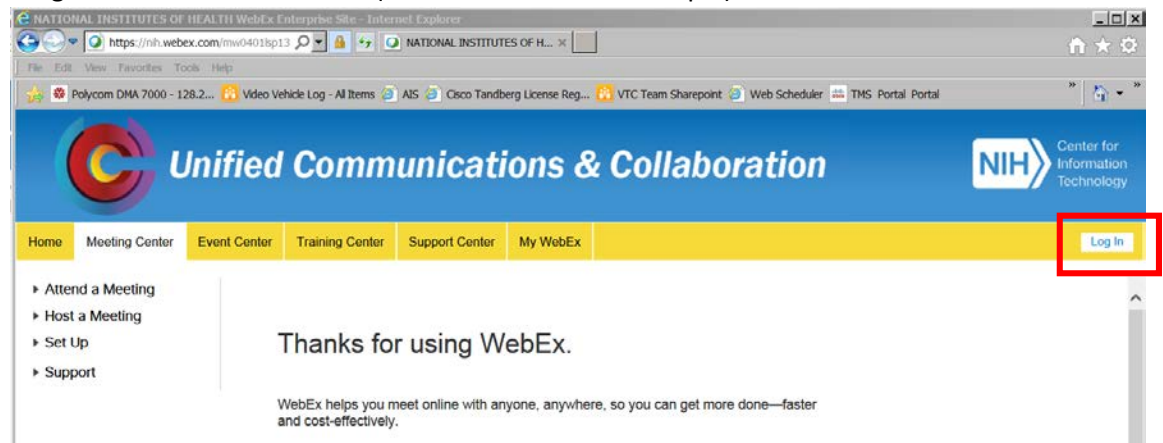 NATIONAL INSTITUTES OF HEALTH WebEx Enterprise Site - Internet Explorer
https://nih.webex.com/mw0401lsp13
NATIONAL INSTITUTES OF H...
File Edit View Favorites Tools Help
Polycom DMA 7000 - 128.2... Video Vehicle Log - All Items AIS Cisco Tandberg License Reg... VTC Team Sharepoint Web Scheduler TMS Portal Portal
Unified Communications & Collaboration
NIH
Center for
Information
Technology
Home Meeting Center Event Center Training Center Support Center My WebEx Log In
Attend a Meeting
Host a Meeting
Set Up
Support
Thanks for using WebEx.
WebEx helps you meet online with anyone, anywhere, so you can get more done—faster
and cost-effectively.